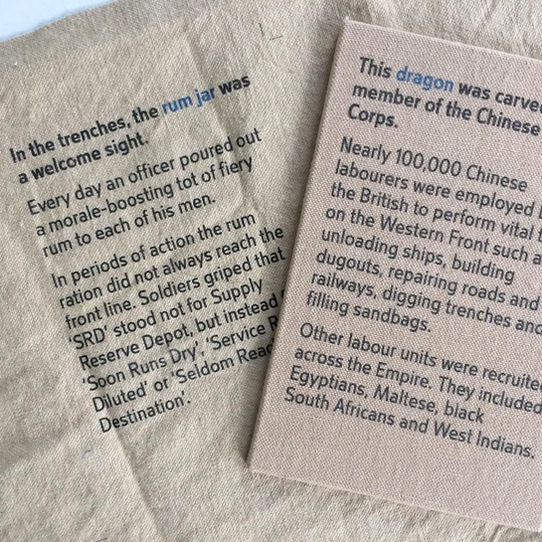 In the trenches, the rum jar was
a welcome sight.
Every day an officer poured out
a morale-boosting tot of fiery
rum to each of his men.
In periods of action the rum
ration did not always reach the
front line. Soldiers griped that
'SRD' stood not for Supply
Reserve Depot, but instead
'Soon Runs Dry', 'Service R
Diluted' or 'Seldom Reac
Destination'.
This dragon was carve
member of the Chinese
Corps.
Nearly 100,000 Chinese
labourers were employed
the British to perform vital t
on the Western Front such a
unloading ships, building
dugouts, repairing roads and
railways, digging trenches and
filling sandbags.
Other labour units were recruite
across the Empire. They included
Egyptians, Maltese, black
South Africans and West Indians.